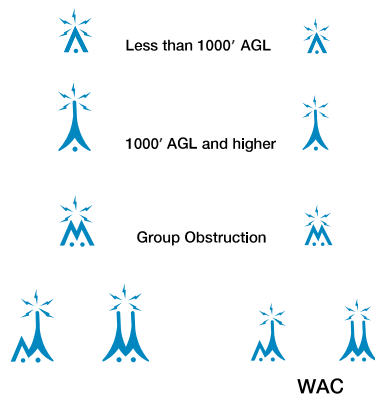 Less than 1000′ AGL
1000′ AGL and higher
Group Obstruction
WAC